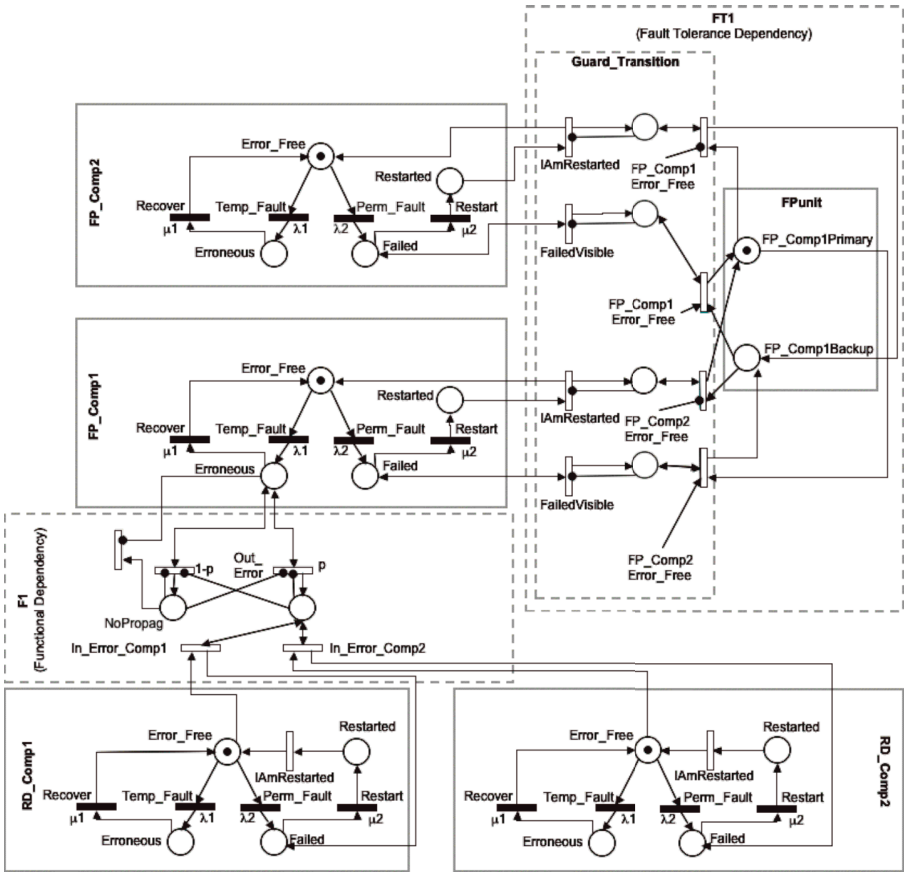 FT1
(Fault Tolerance Dependency)
Guard_Transition
FP_Comp2
Error_Free
Restarted
Recover
Temp_Fault
Perm_Fault
Restart
μ1
λ1
λ2
μ2
Erroneous
Failed
IAmRestarted
FP_Comp1
Error_Free
FailedVisible
FP_Comp1
Error_Free
FPunit
FP_Comp1Primary
FP_Comp1Backup
FP_Comp1
Error_Free
Restarted
Recover
Temp_Fault
Perm_Fault
Restart
μ1
λ1
λ2
μ2
Erroneous
Failed
IAmRestarted
FP_Comp2
Error_Free
FailedVisible
FP_Comp2
Error_Free
F1
(Functional Dependency)
1-p
Out_
Error
p
NoPropag
In_Error_Comp1
In_Error_Comp2
RD_Comp1
Error_Free
Restarted
IAmRestarted
Recover
Temp_Fault
Perm_Fault
Restart
μ1
λ1
λ2
μ2
Erroneous
Failed
RD_Comp2
Error_Free
Restarted
IAmRestarted
Recover
Temp_Fault
Perm_Fault
Restart
μ1
λ1
λ2
μ2
Erroneous
Failed